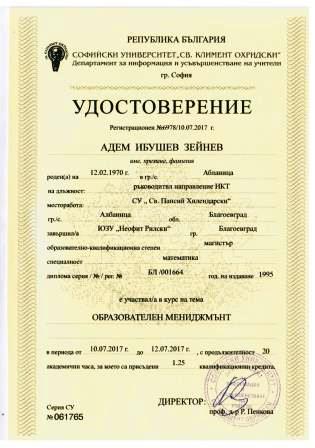 РЕПУБЛИКА БЪЛГАРИЯ
СОФИЙСКИ УНИВЕРСИТЕТ „СВ. КЛИМЕНТ ОХРИДСКИ“
Департамент за информация и усъвършенстване на учители
гр. София
УДОСТОВЕРЕНИЕ
Регистрационен №6978/10.07.2017 г.
АДЕМ ИБУШЕВ ЗЕЙНЕВ
име, презиме, фамилия
роден(а) на 12.02.1970 г. в гр./с. Абланица
на длъжност: ръководител направление ИКТ
месторабота: СУ „ Св. Паисий Хилендарски“
гр./с. Абланица обл. Благоевград
завършил/а ЮЗУ „Неофит Рилски“ гр. Благоевград
образователно-квалификационна степен магистър
специалност математика
диплома серия / № / рег. № БЛ /001664 год. на издаване 1995
е участвал/а в курс на тема
ОБРАЗОВАТЕЛЕН МЕНИДЖМЪНТ
в периода от 10.07.2017 г. до 12.07.2017 г., с продължителност 20
академични часа, за което са присъдени 1.25 квалификационни кредита.
Серия СУ
№ 061765
ДИРЕКТОР:
проф. д-р Р. Пенкова